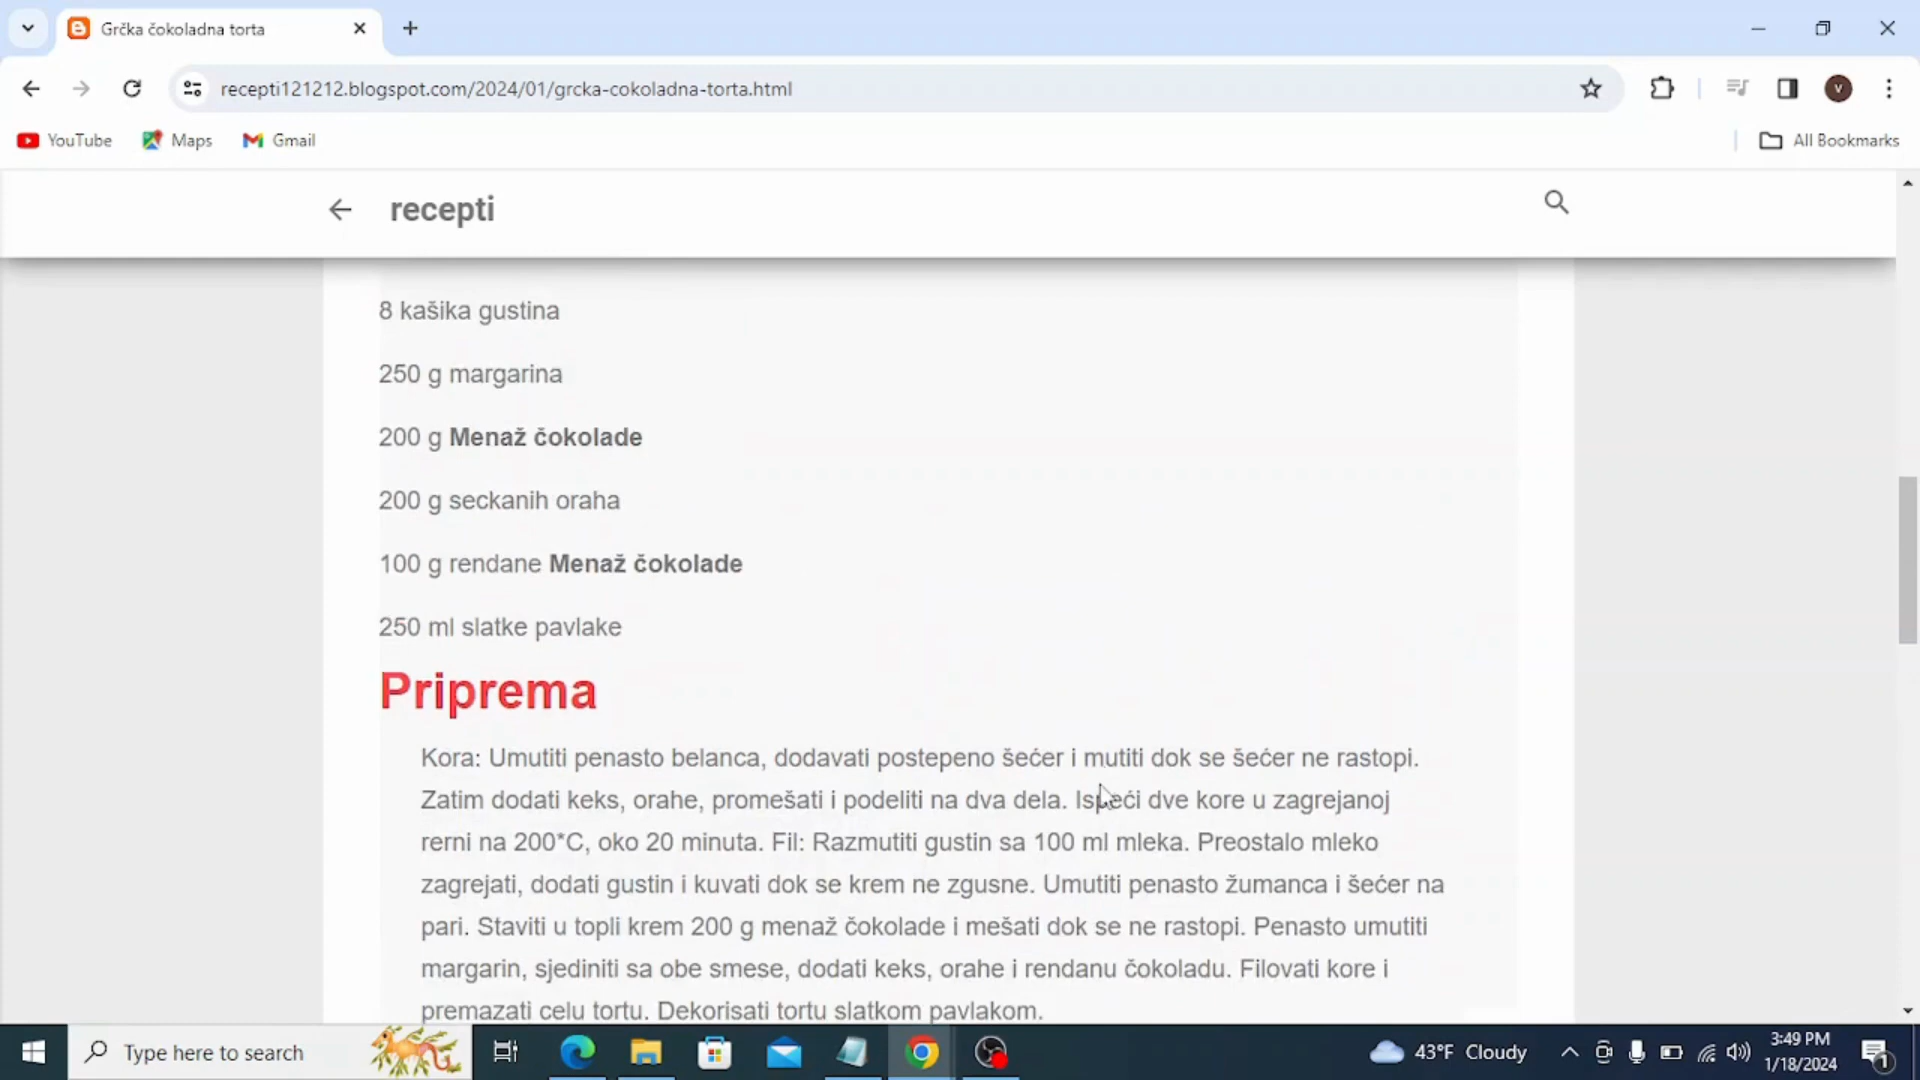 Grčka čokoladna torta
recepti121212.blogspot.com/2024/01/grcka-cokoladna-torta.html
V
YouTube
Maps
Gmail
All Bookmarks
recepti
8 kašika gustina
250 g margarina
200 g Menaž čokolade
200 g seckanih oraha
100 g rendane Menaž čokolade
250 ml slatke pavlake
Priprema
Kora: Umutiti penasto belanca, dodavati postepeno šećer i mutiti dok se šećer ne rastopi.
Zatim dodati keks, orahe, promešati i podeliti na dva dela. Ispeći dve kore u zagrejanoj
rerni na 200*C, oko 20 minuta. Fil: Razmutiti gustin sa 100 ml mleka. Preostalo mleko
zagrejati, dodati gustin i kuvati dok se krem ne zgusne. Umutiti penasto žumanca i šećer na
pari. Staviti u topli krem 200 g menaž čokolade i mešati dok se ne rastopi. Penasto umutiti
margarin, sjediniti sa obe smese, dodati keks, orahe i rendanu čokoladu. Filovati kore i
premazati celu tortu. Dekorisati tortu slatkom pavlakom.
Type here to search
43°F Cloudy
3:49 PM
1/18/2024
1